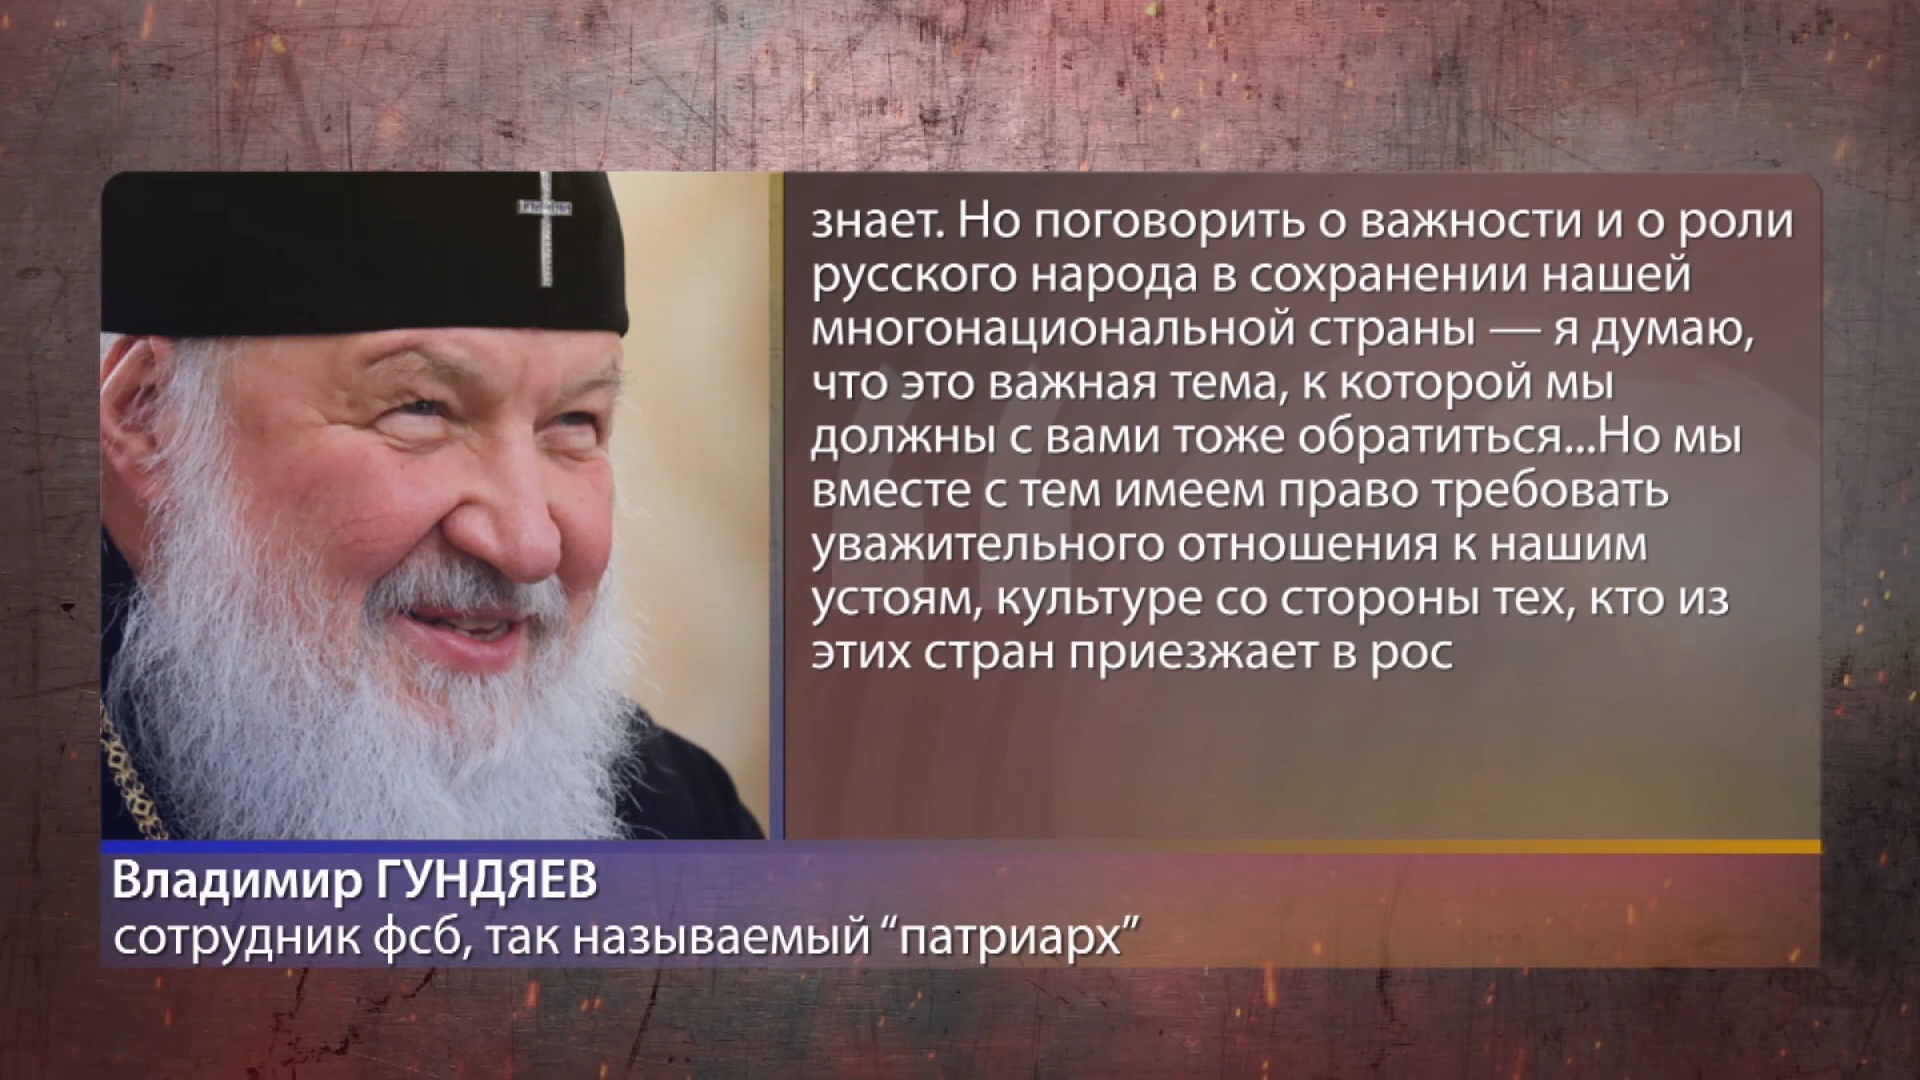 знает. Но поговорить о важности и о роли
русского народа в сохранении нашей
многонациональной страны — я думаю,
что это важная тема, к которой мы
должны с вами тоже обратиться...Но мы
вместе с тем имеем право требовать
уважительного отношения к нашим
устоям, культуре со стороны тех, кто из
этих стран приезжает в рос
Владимир ГУНДЯЕВ
сотрудник фсб, так называемый “патриарх”